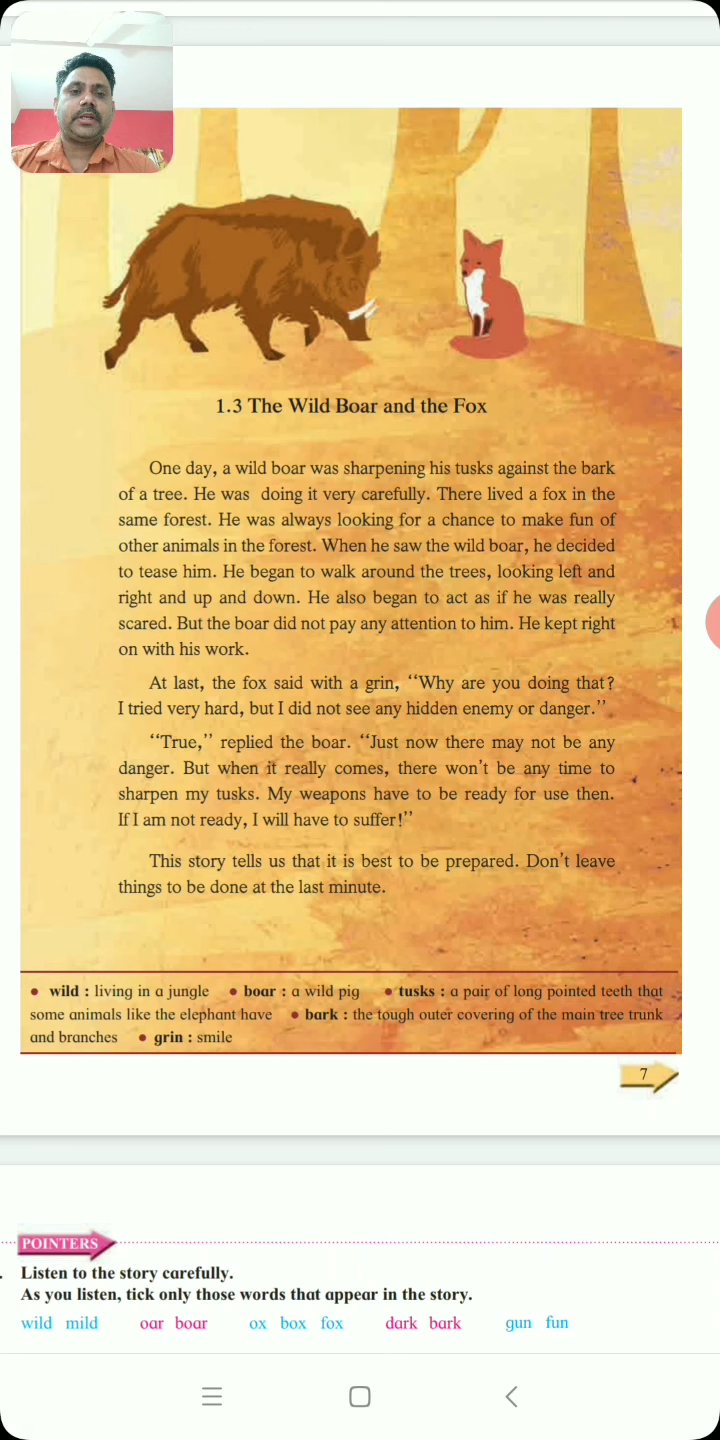 1.3 The Wild Boar and the Fox
One day, a wild boar was sharpening his tusks against the bark
of a tree. He was doing it very carefully. There lived a fox in the
same forest. He was always looking for a chance to make fun of
other animals in the forest. When he saw the wild boar, he decided
to tease him. He began to walk around the trees, looking left and
right and up and down. He also began to act as if he was really
scared. But the boar did not pay any attention to him. He kept right
on with his work.
At last, the fox said with a grin, ‘‘Why are you doing that?
I tried very hard, but I did not see any hidden enemy or danger.’’
‘‘True,’’ replied the boar. ‘‘Just now there may not be any
danger. But when it really comes, there won’t be any time to
sharpen my tusks. My weapons have to be ready for use then.
If I am not ready, I will have to suffer!’’
This story tells us that it is best to be prepared. Don’t leave
things to be done at the last minute.
• wild : living in a jungle • boar : a wild pig • tusks : a pair of long pointed teeth that
some animals like the elephant have • bark : the tough outer covering of the main tree trunk
and branches • grin : smile
7
POINTERS
Listen to the story carefully.
As you listen, tick only those words that appear in the story.
wild mild oar boar ox box fox dark bark gun fun